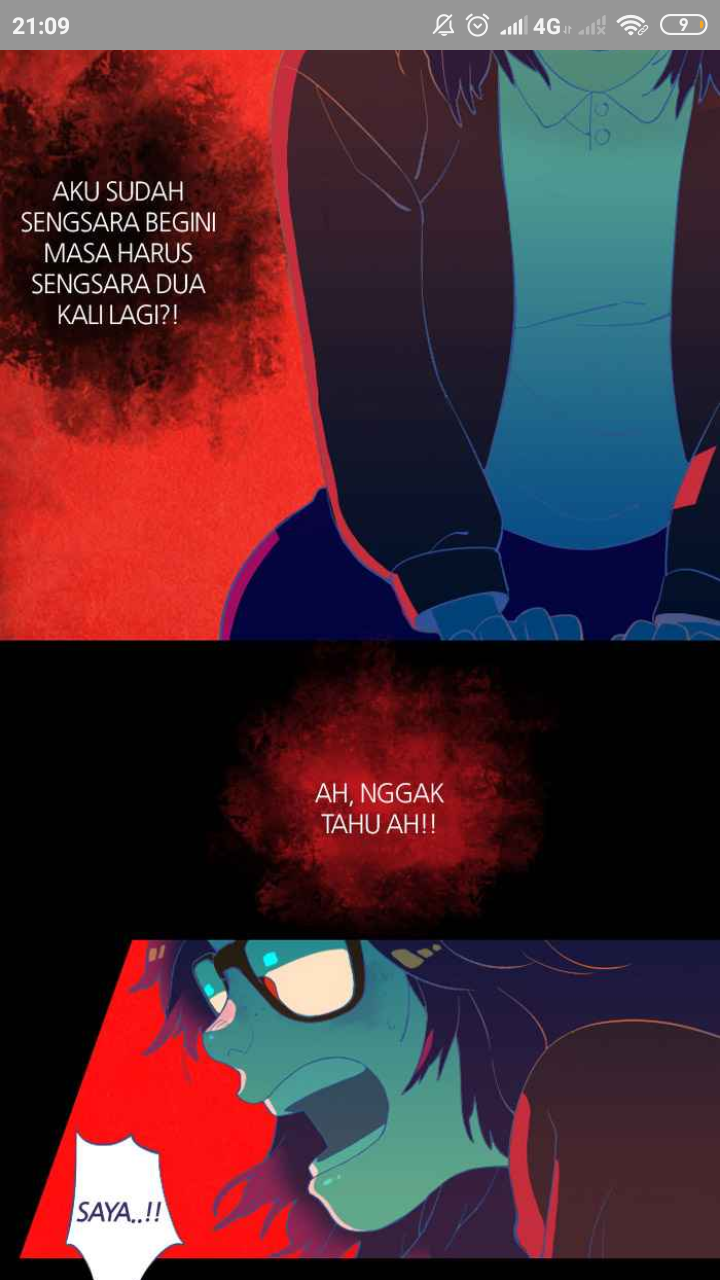 21:09
4G
9
AKU SUDAH
SENGSARA BEGINI
MASA HARUS
SENGSARA DUA
KALI LAGI?!
AH, NGGAK
TAHU AH!!
SAYA..!!